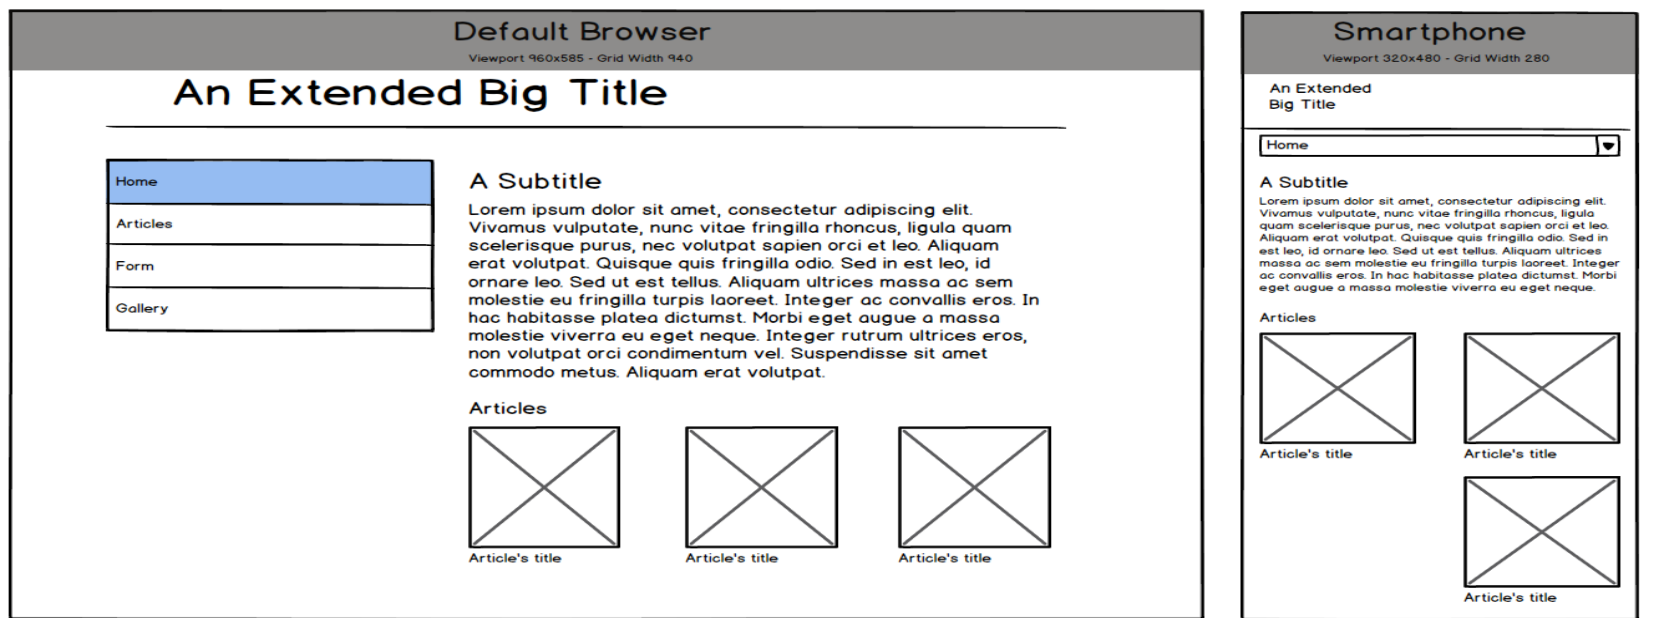 Default Browser
Viewport 960x585 - Grid Width 940
An Extended Big Title
Home
Articles
Form
Gallery
A Subtitle
Lorem ipsum dolor sit amet, consectetur adipiscing elit.
Vivamus vulputate, nunc vitae fringilla rhoncus, ligula quam
scelerisque purus, nec volutpat sapien orci et leo. Aliquam
erat volutpat. Quisque quis fringilla odio. Sed in est leo, id
ornare leo. Sed ut est tellus. Aliquam ultrices massa ac sem
molestie eu fringilla turpis laoreet. Integer ac convallis eros. In
hac habitasse platea dictumst. Morbi eget augue a massa
molestie viverra eu eget neque. Integer rutrum ultrices eros,
non volutpat orci condimentum vel. Suspendisse sit amet
commodo metus. Aliquam erat volutpat.
Articles
Article's title
Article's title
Article's title
Smartphone
Viewport 320x480 - Grid Width 280
An Extended
Big Title
Home
A Subtitle
Lorem ipsum dolor sit amet, consectetur adipiscing elit.
Vivamus vulputate, nunc vitae fringilla rhoncus, ligula
quam scelerisque purus, nec volutpat sapien orci et leo.
Aliquam erat volutpat. Quisque quis fringilla odio. Sed in
est leo, id ornare leo. Sed ut est tellus. Aliquam ultrices
massa ac sem molestie eu fringilla turpis laoreet. Integer
ac convallis eros. In hac habitasse platea dictumst. Morbi
eget augue a massa molestie viverra eu eget neque.
Articles
Article's title
Article's title
Article's title